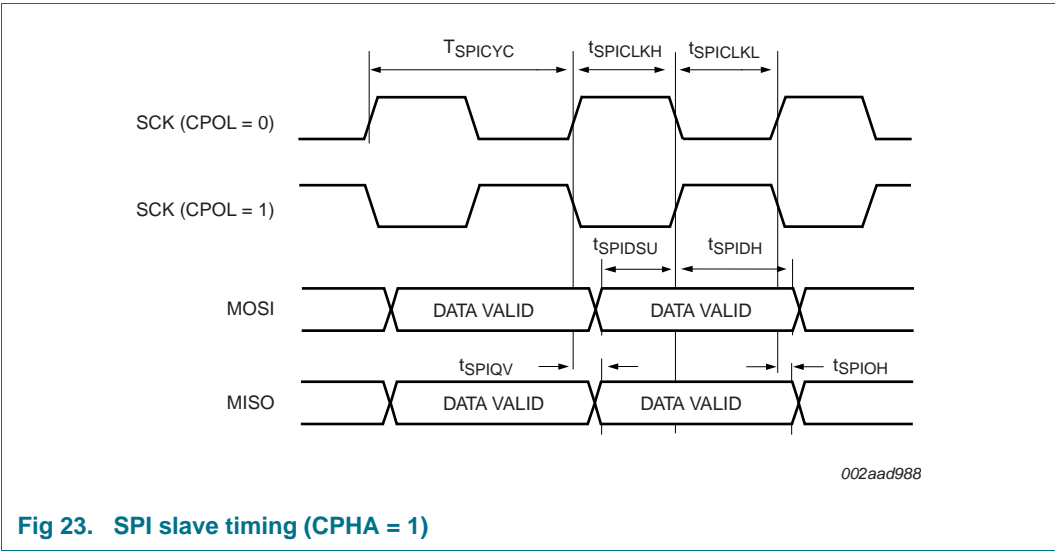 TSPICYC tSPICLKH tSPICLKL
SCK (CPOL = 0)
SCK (CPOL = 1)
tSPIDSU tSPIDH
MOSI DATA VALID DATA VALID
tSPIQV tSPIOH
MISO DATA VALID DATA VALID
002aad988
Fig 23. SPI slave timing (CPHA = 1)